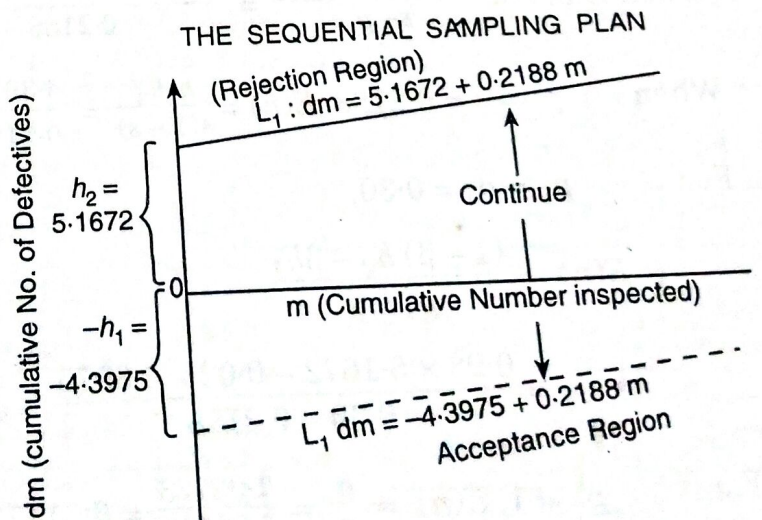 THE SEQUENTIAL SAMPLING PLAN
(Rejection Region)
L₁ : dm = 5·1672 + 0·2188 m
h₂ =
5·1672
Continue
0
m (Cumulative Number inspected)
–h₁ =
–4·3975
L₁ dm = –4·3975 + 0·2188 m
Acceptance Region
dm (cumulative No. of Defectives)